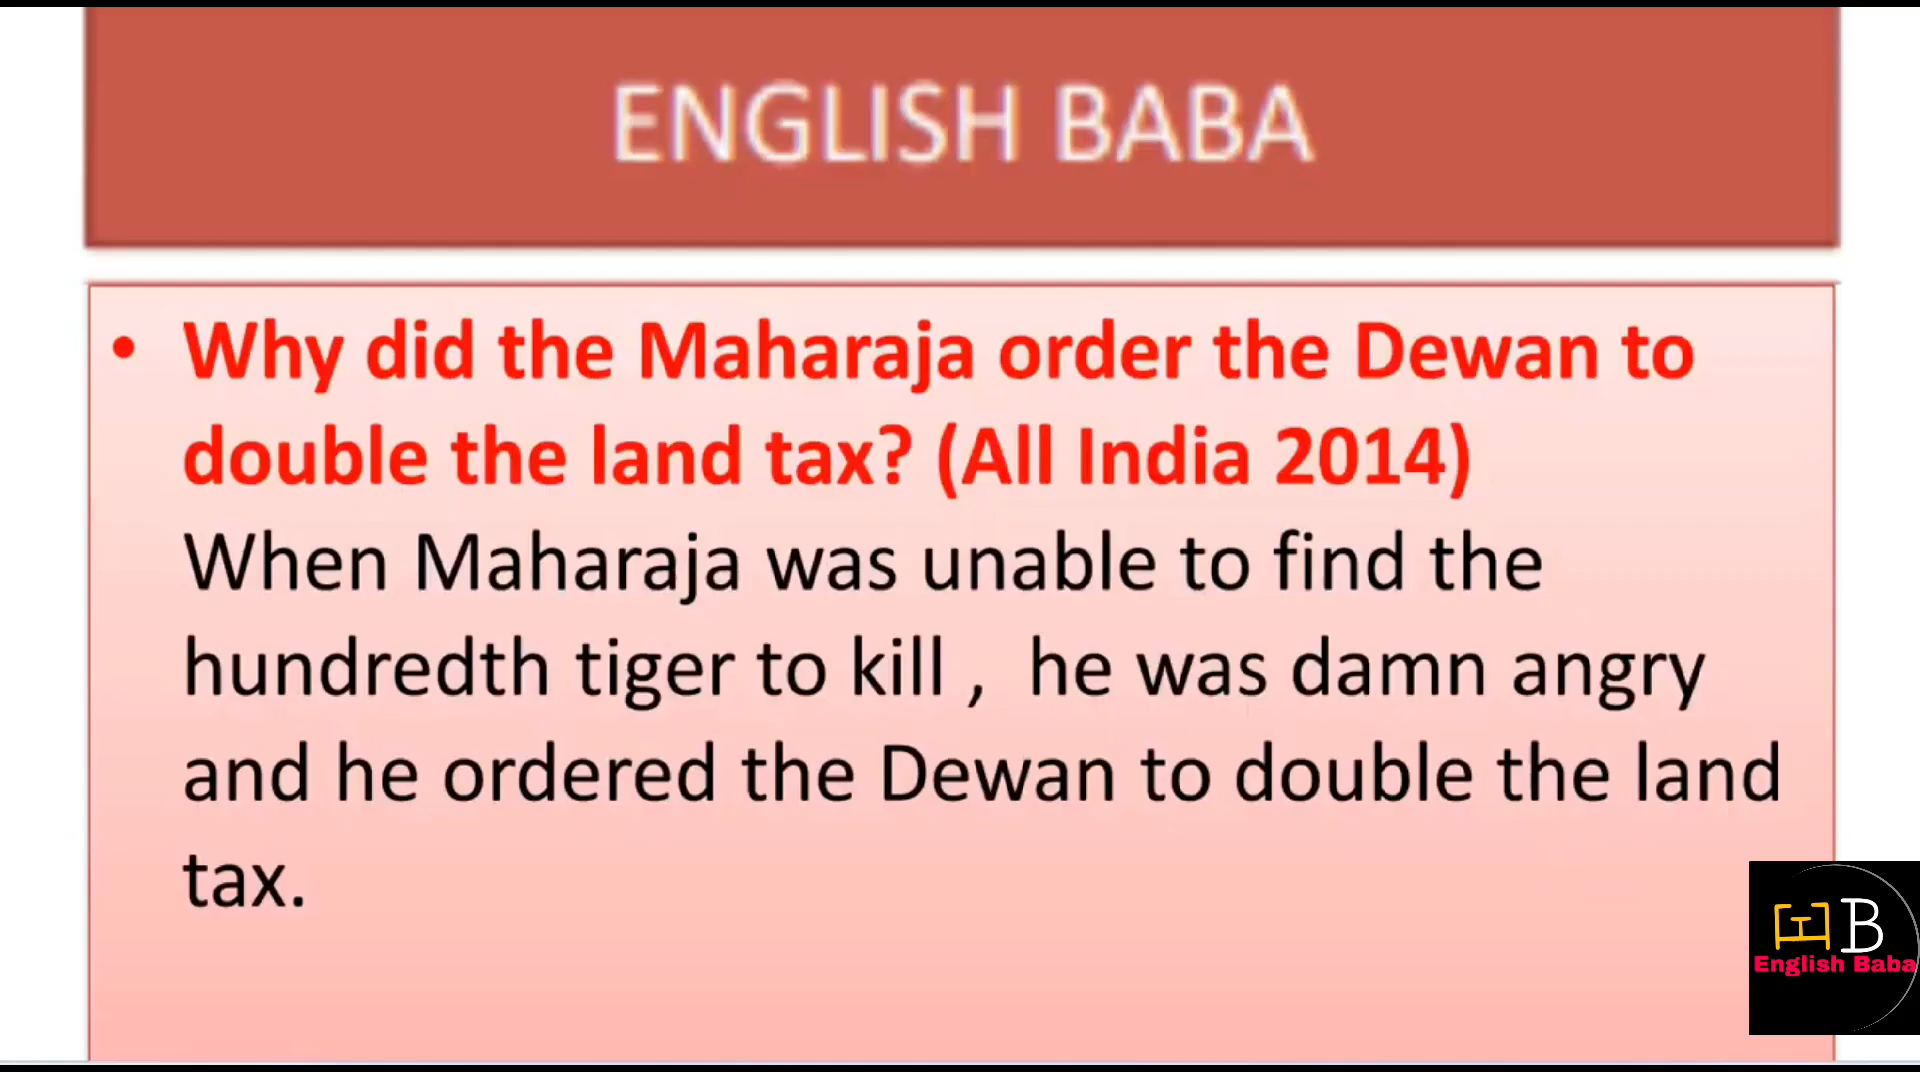 ENGLISH BABA
• Why did the Maharaja order the Dewan to
double the land tax? (All India 2014)
When Maharaja was unable to find the
hundredth tiger to kill ,  he was damn angry
and he ordered the Dewan to double the land
tax.
EB
English Baba